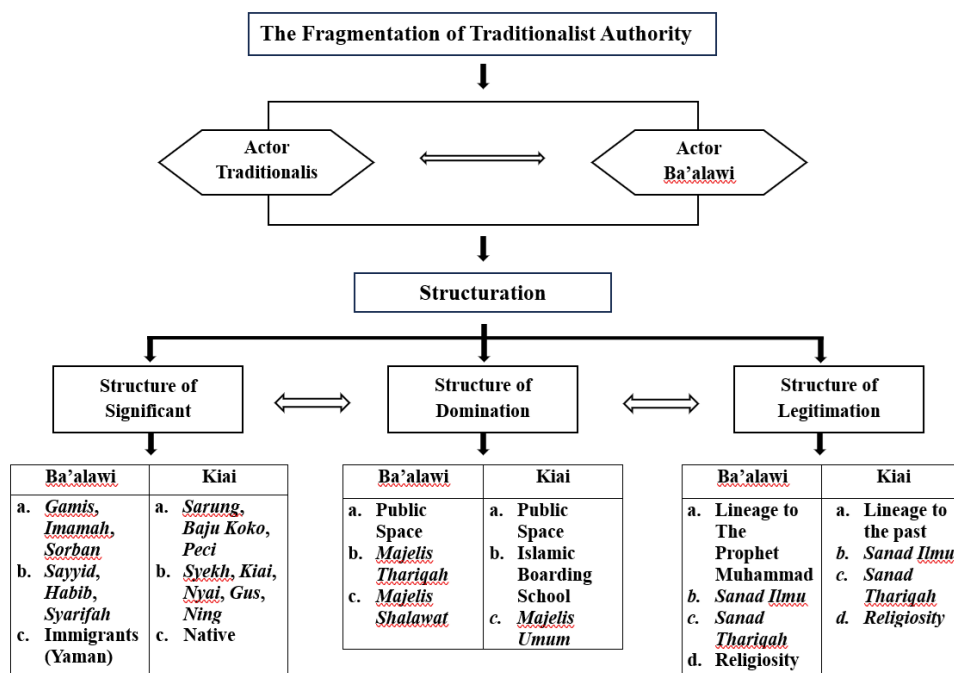 The Fragmentation of Traditionalist Authority
Actor
Traditionalis
Actor
Ba'alawi
Structuration
Structure of
Significant
Structure of
Domination
Structure of
Legitimation
Ba'alawi
a. Gamis,
Imamah,
Sorban
b. Sayyid,
Habib,
Syarifah
c. Immigrants
(Yaman)
Kiai
a. Sarung,
Baju Koko,
Peci
b. Syekh, Kiai,
Nyai, Gus,
Ning
c. Native
Ba'alawi
a. Public
Space
b. Majelis
Thariqah
c. Majelis
Shalawat
Kiai
a. Public
Space
b. Islamic
Boarding
School
c. Majelis
Umum
Ba'alawi
a. Lineage to
The
Prophet
Muhammad
b. Sanad Ilmu
c. Sanad
Thariqah
d. Religiosity
Kiai
a. Lineage to
the past
b. Sanad Ilmu
c. Sanad
Thariqah
d. Religiosity